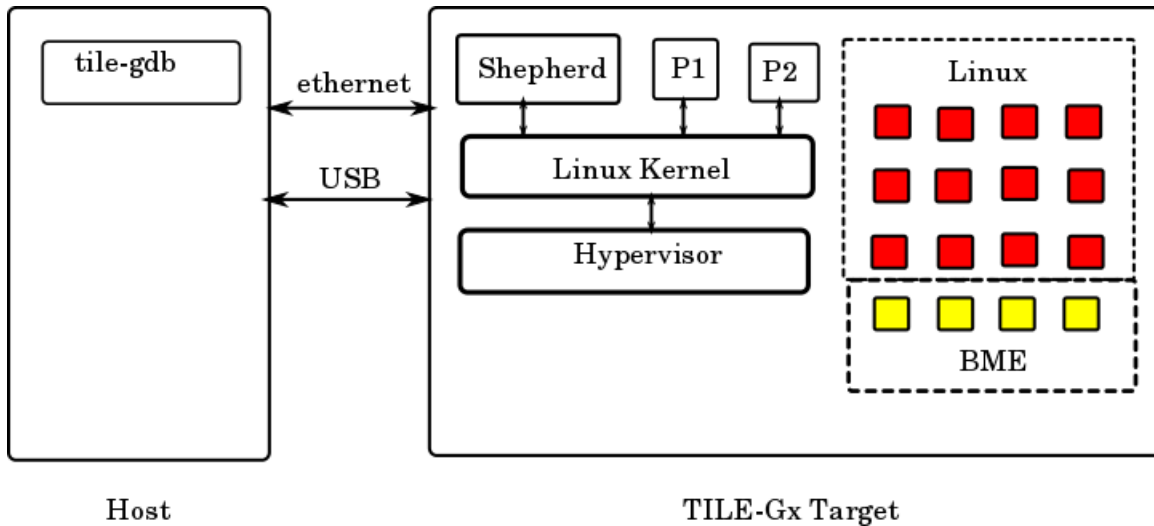 tile-gdb
ethernet
USB
Shepherd
P1
P2
Linux Kernel
Hypervisor
Linux
BME
Host
TILE-Gx Target